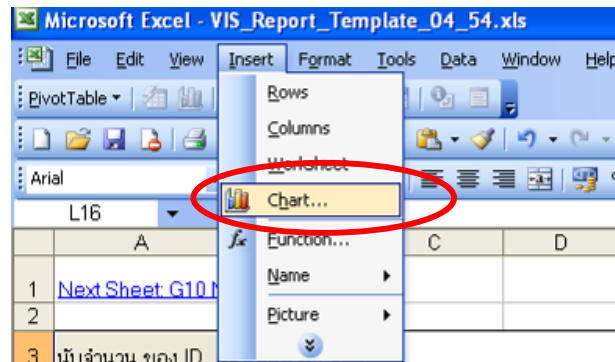 Microsoft Excel - VIS_Report_Template_04_54.xls
File Edit View Insert Format Tools Data Window Help
PivotTable
Rows
Columns
Worksheet
Arial
Chart...
L16
Function...
A C D
Name
1 Next Sheet: G10
2
Picture
3 นับจำนวน ของ ID